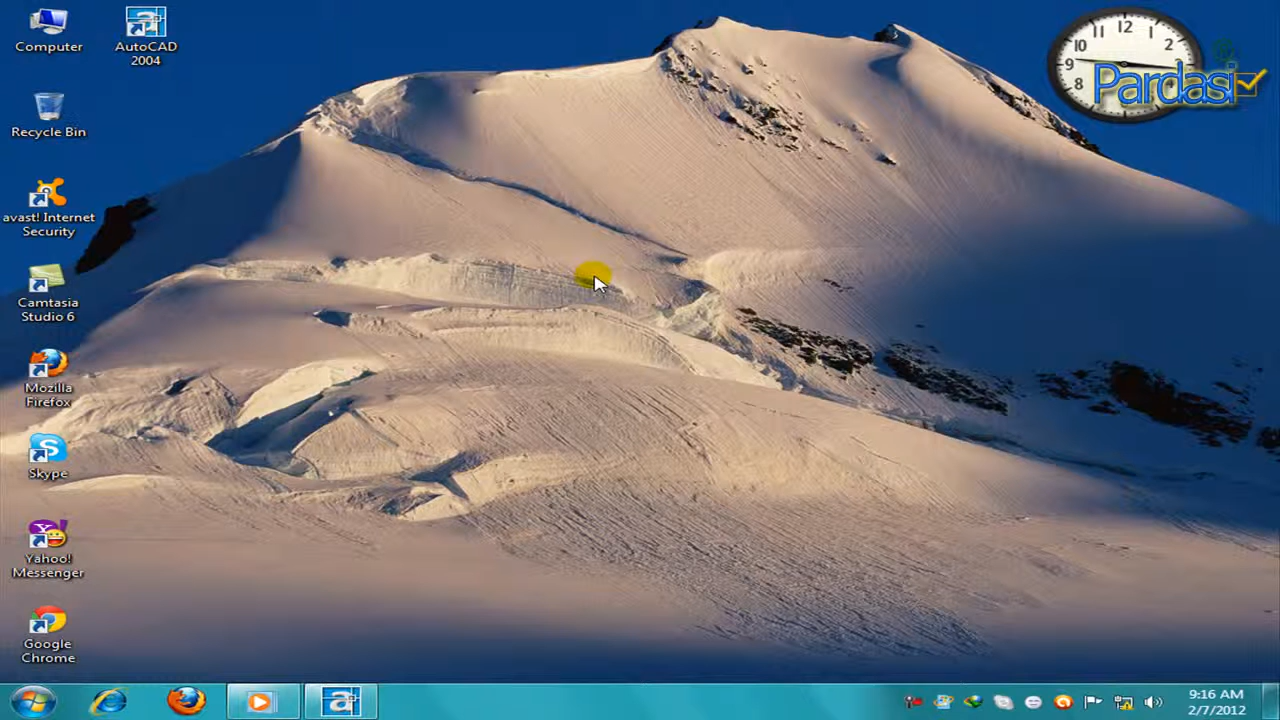 Computer
AutoCAD
2004
12
11
1
10
2
9
8
Pardasi
Recycle Bin
avast! Internet
Security
Camtasia
Studio 6
Mozilla
Firefox
Skype
Yahoo!
Messenger
Google
Chrome
9:16 AM
2/7/2012